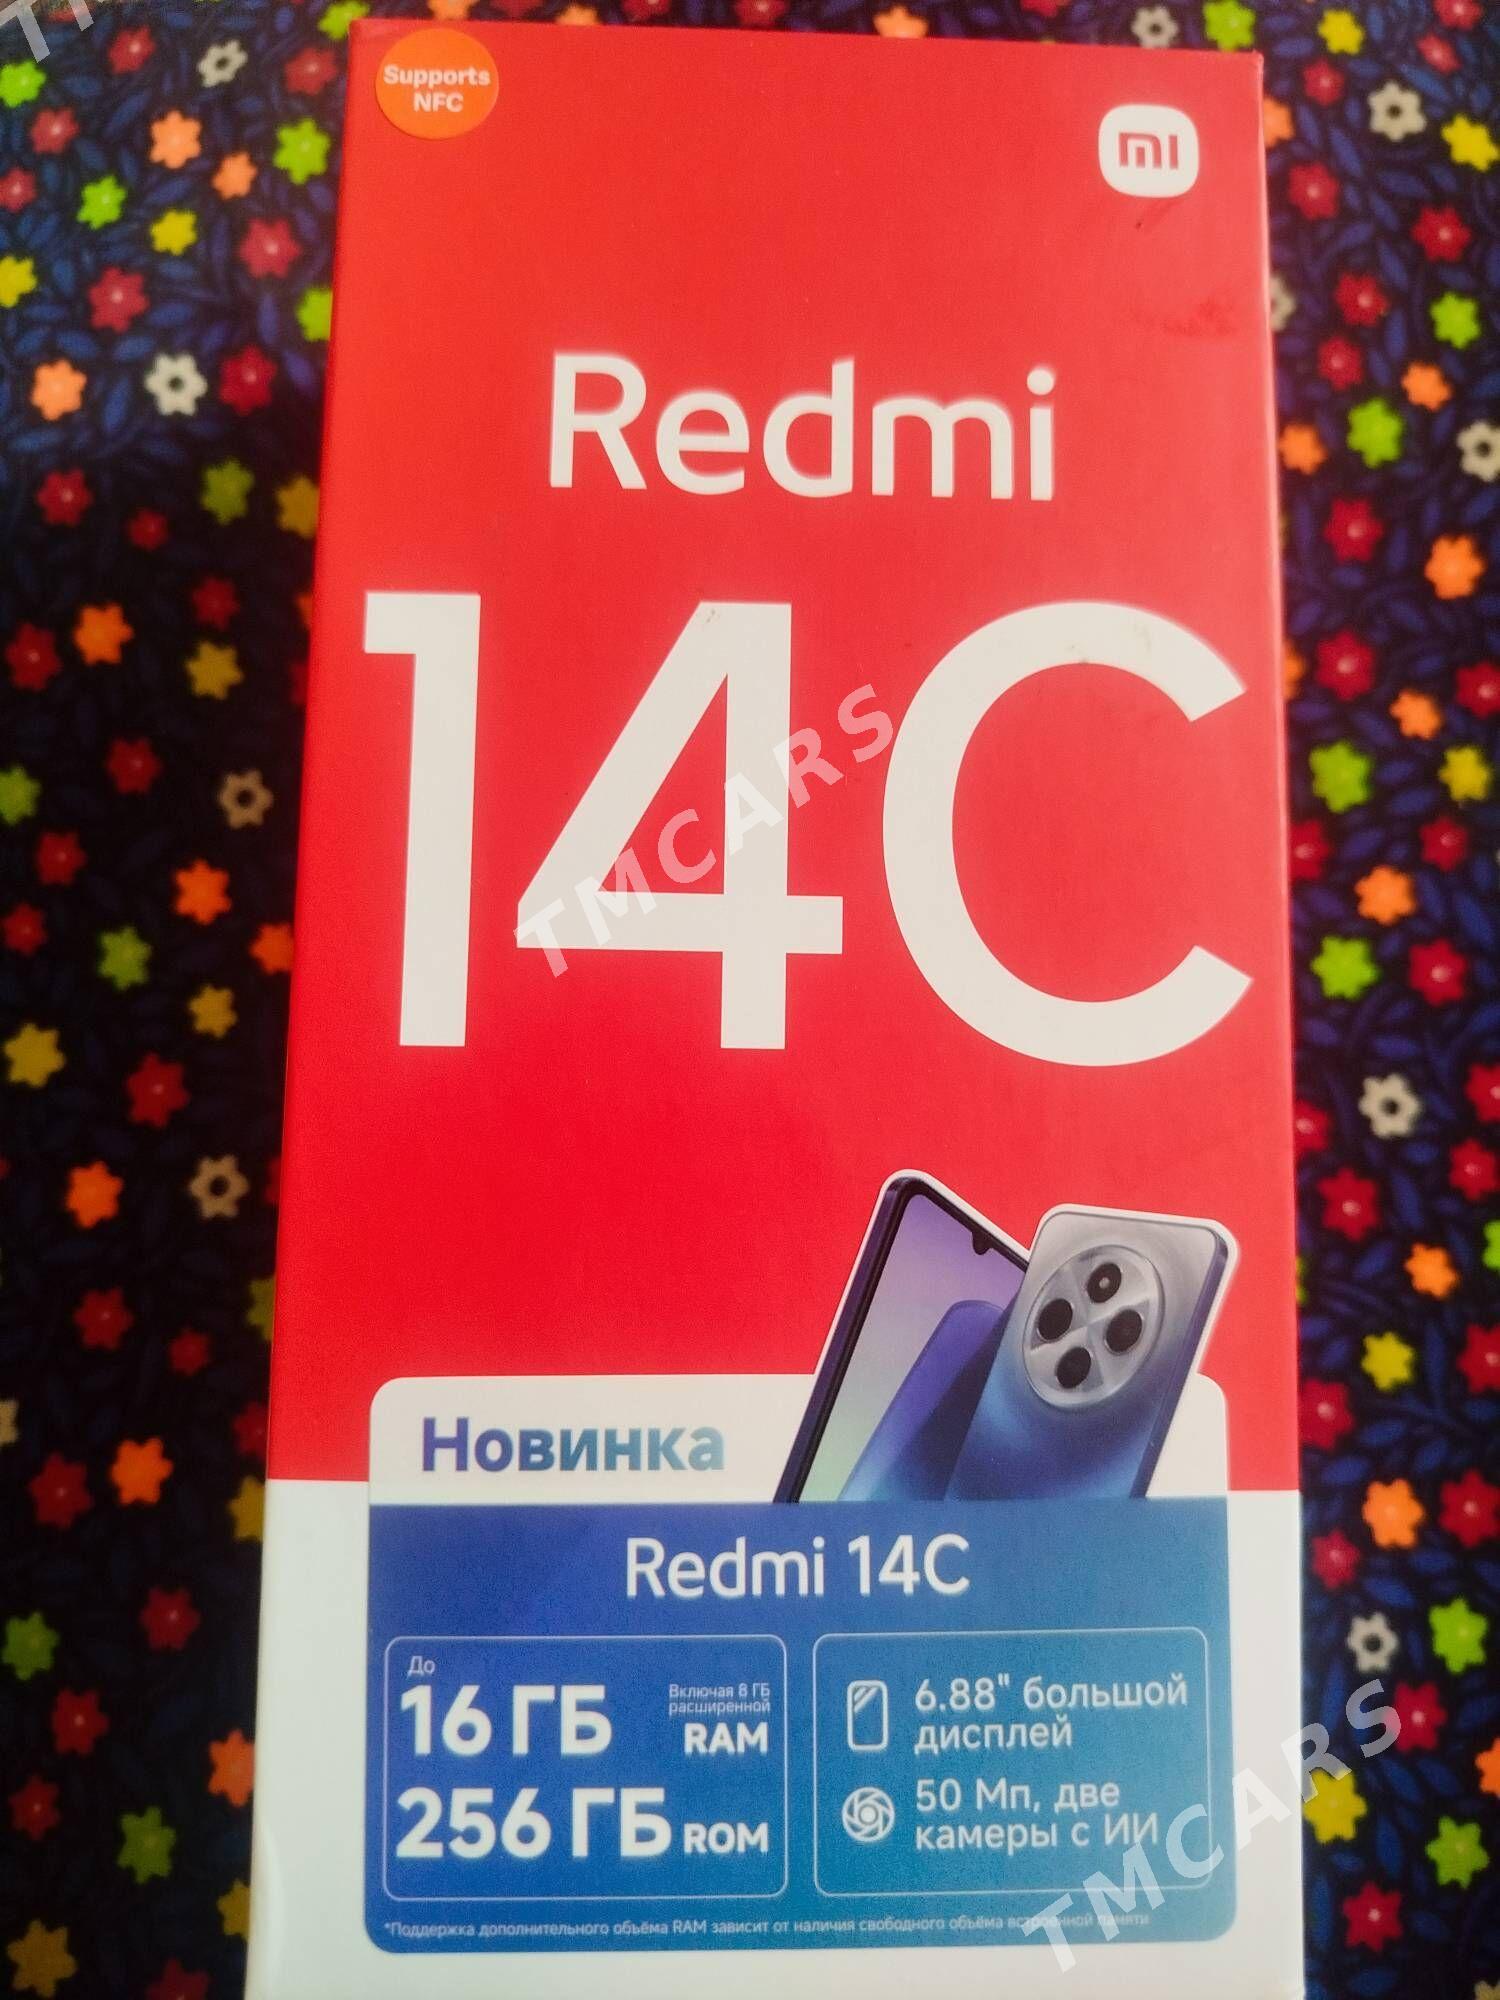 Supports
NFC
mi
Redmi
14C
TMCARS
Новинка
Redmi 14C
До
16 ГБ
Включая 8 ГБ
расширенной
RAM
256 ГБ ROM
6.88" большой
дисплей
50 Мп, две
камеры с ИИ
*Поддержка дополнительного объёма RAM зависит от наличия свободного объёма встроенной памяти
TMCARS